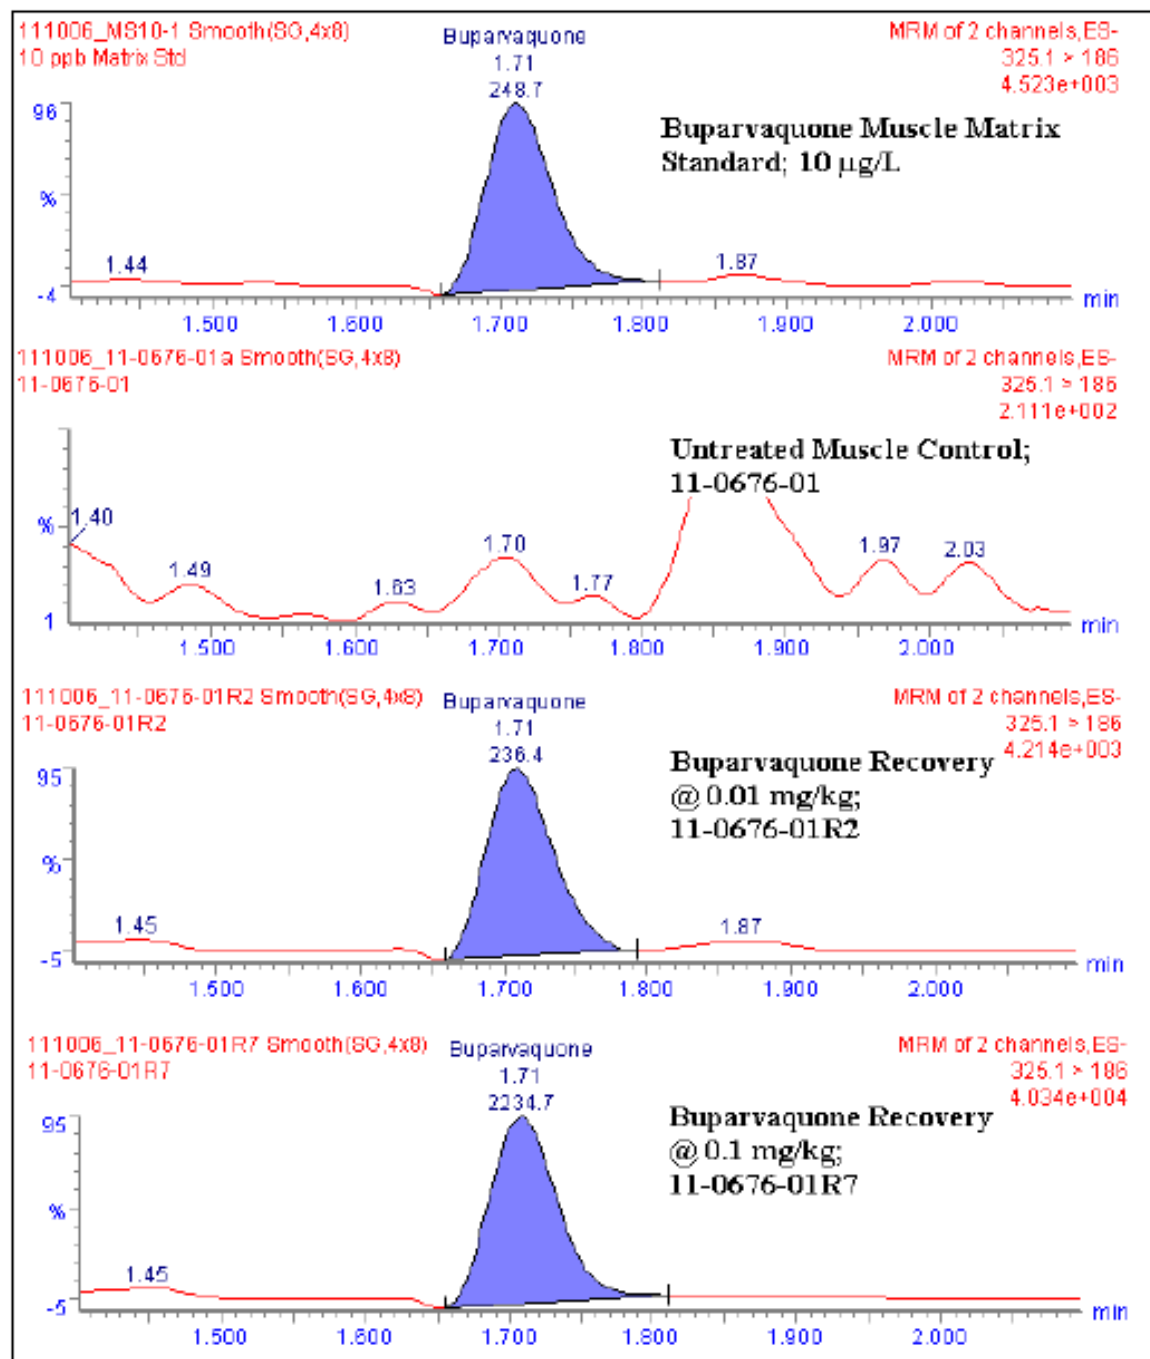 111006_MS10-1 Smooth(SG,4x8)
10 ppb Matrix Std
MRM of 2 channels,ES-
325.1 > 186
4.523e+003
Buparvaquone
1.71
248.7
Buparvaquone Muscle Matrix
Standard; 10 µg/L
96
%
-4
1.44
1.87
1.500 1.600 1.700 1.800 1.900 2.000 min
111006_11-0676-01a Smooth(SG,4x8)
11-0676-01
MRM of 2 channels,ES-
325.1 > 186
2.111e+002
Untreated Muscle Control;
11-0676-01
%
1
1.40
1.49
1.63
1.70
1.77
1.97
2.03
1.500 1.600 1.700 1.800 1.900 2.000 min
111006_11-0676-01R2 Smooth(SG,4x8)
11-0676-01R2
MRM of 2 channels,ES-
325.1 > 186
4.214e+003
Buparvaquone
1.71
236.4
Buparvaquone Recovery
@ 0.01 mg/kg;
11-0676-01R2
95
%
-5
1.45
1.87
1.500 1.600 1.700 1.800 1.900 2.000 min
111006_11-0676-01R7 Smooth(SG,4x8)
11-0676-01R7
MRM of 2 channels,ES-
325.1 > 186
4.034e+004
Buparvaquone
1.71
2234.7
Buparvaquone Recovery
@ 0.1 mg/kg;
11-0676-01R7
95
%
-5
1.45
1.500 1.600 1.700 1.800 1.900 2.000 min